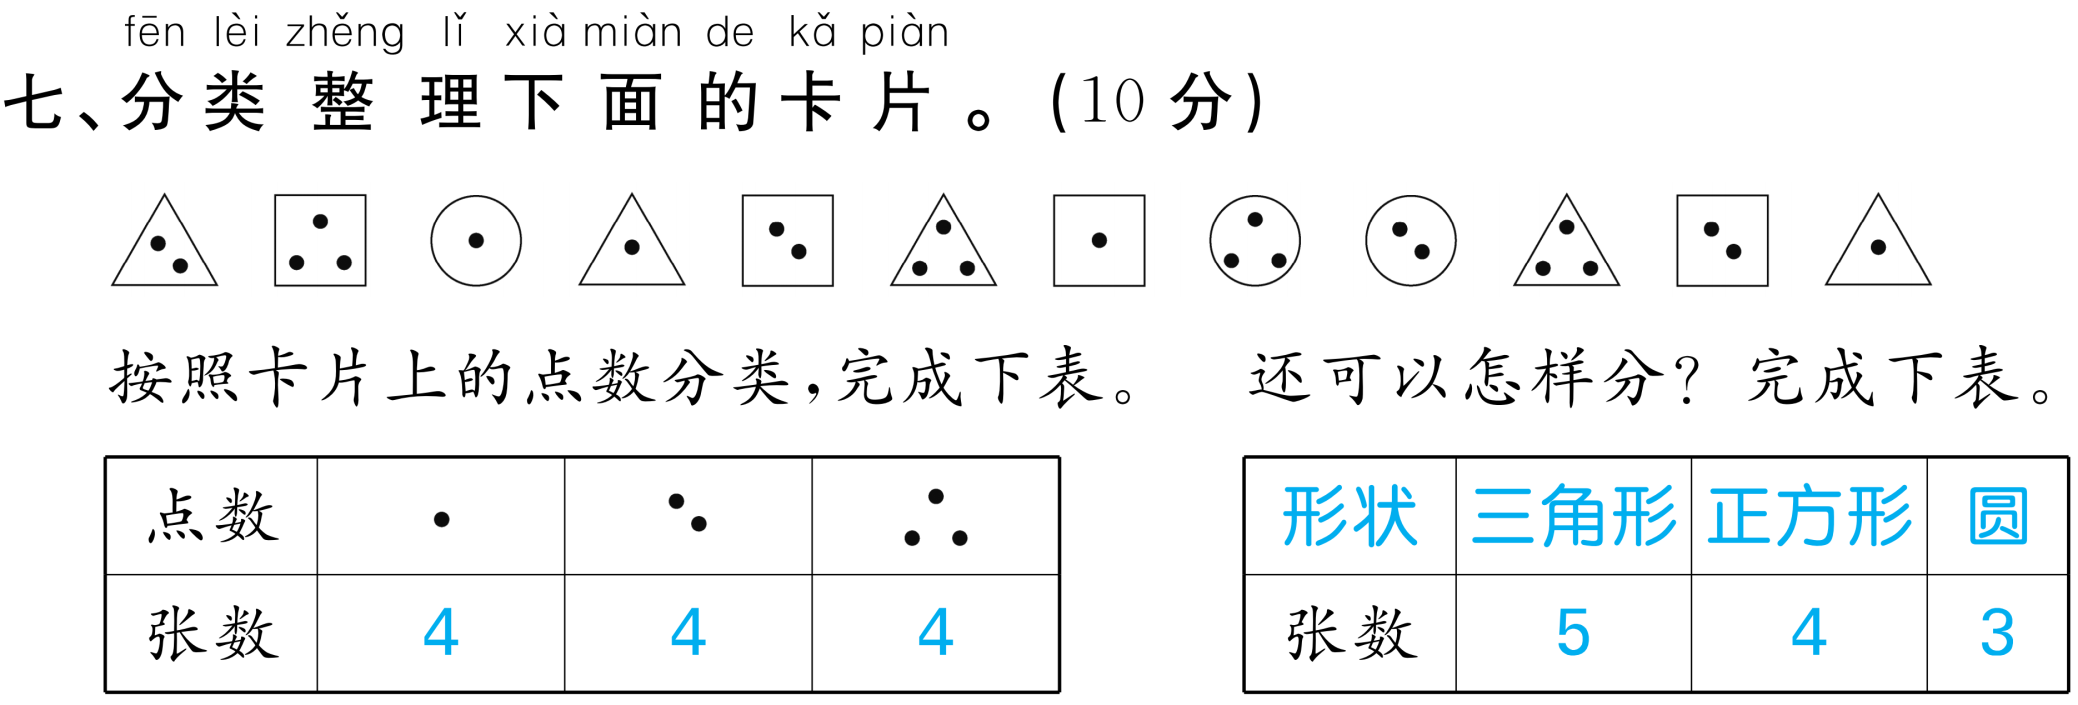 fēn lèi zhěng lǐ xià miàn de kǎ piàn
七、分类整理下面的卡片。(10分)
按照卡片上的点数分类,完成下表。 还可以怎样分? 完成下表。
点数
张数 4 4 4
形状 三角形 正方形 圆
张数 5 4 3